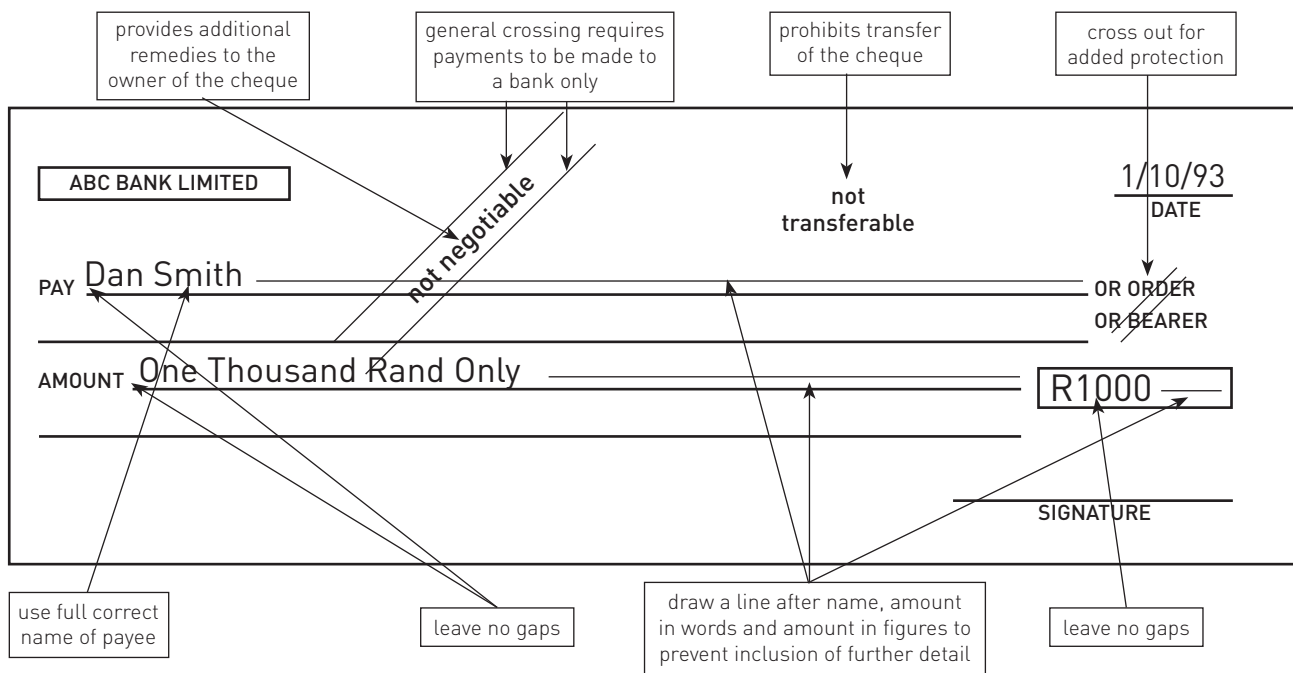 provides additional
remedies to the
owner of the cheque
general crossing requires
payments to be made to
a bank only
prohibits transfer
of the cheque
cross out for
added protection
ABC BANK LIMITED
not negotiable
not
transferable
1/10/93
DATE
PAY Dan Smith
OR ORDER
OR BEARER
AMOUNT One Thousand Rand Only
R1000
SIGNATURE
use full correct
name of payee
leave no gaps
draw a line after name, amount
in words and amount in figures to
prevent inclusion of further detail
leave no gaps